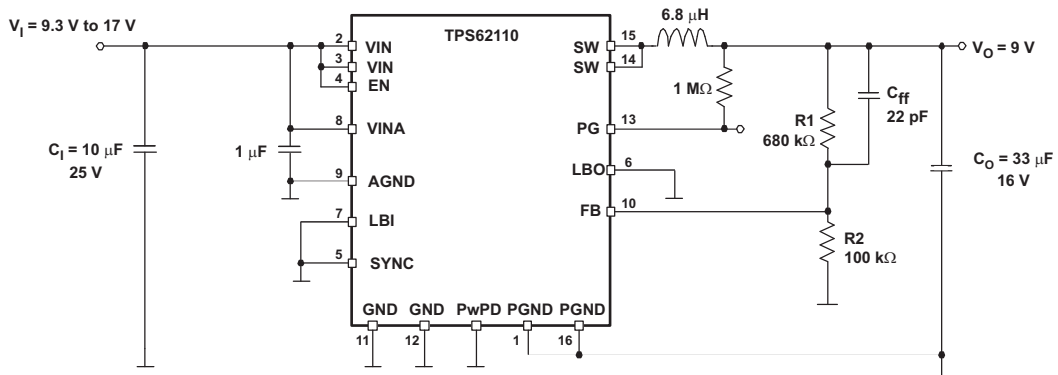 V_I = 9.3 V to 17 V
TPS62110
6.8 μH
2 VIN
3 VIN
4 EN
8 VINA
9 AGND
7 LBI
5 SYNC
SW 15
SW 14
PG 13
LBO 6
FB 10
V_O = 9 V
1 MΩ
R1
680 kΩ
C_ff
22 pF
C_I = 10 μF
25 V
1 μF
C_O = 33 μF
16 V
R2
100 kΩ
GND GND PwPD PGND PGND
11 12 1 16